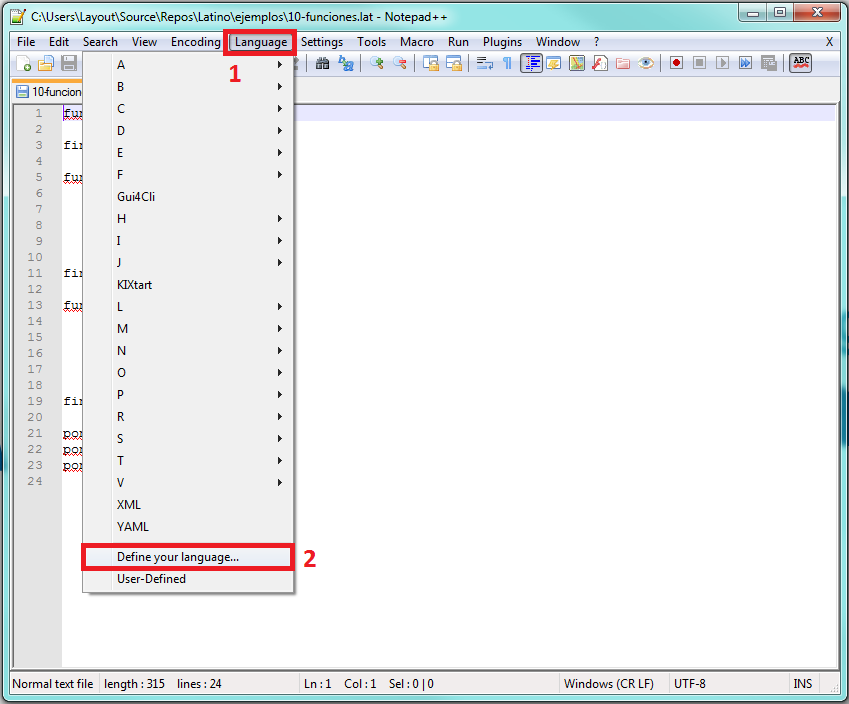 C:\Users\Layout\Source\Repos\Latino\ejemplos\10-funciones.lat - Notepad++
File Edit Search View Encoding Language Settings Tools Macro Run Plugins Window ? X
1
ABC
10-funcion
A
B
C
D
E
F
Gui4Cli
H
I
J
KIXtart
L
M
N
O
P
R
S
T
V
XML
YAML
Define your language... 2
User-Defined
1 fun
2
3 fin
4
5 fun
6
7
8
9
10
11 fin
12
13 fun
14
15
16
17
18
19 fin
20
21 pon
22 pon
23 pon
24
Normal text file length : 315 lines : 24 Ln : 1 Col : 1 Sel : 0 | 0 Windows (CR LF) UTF-8 INS